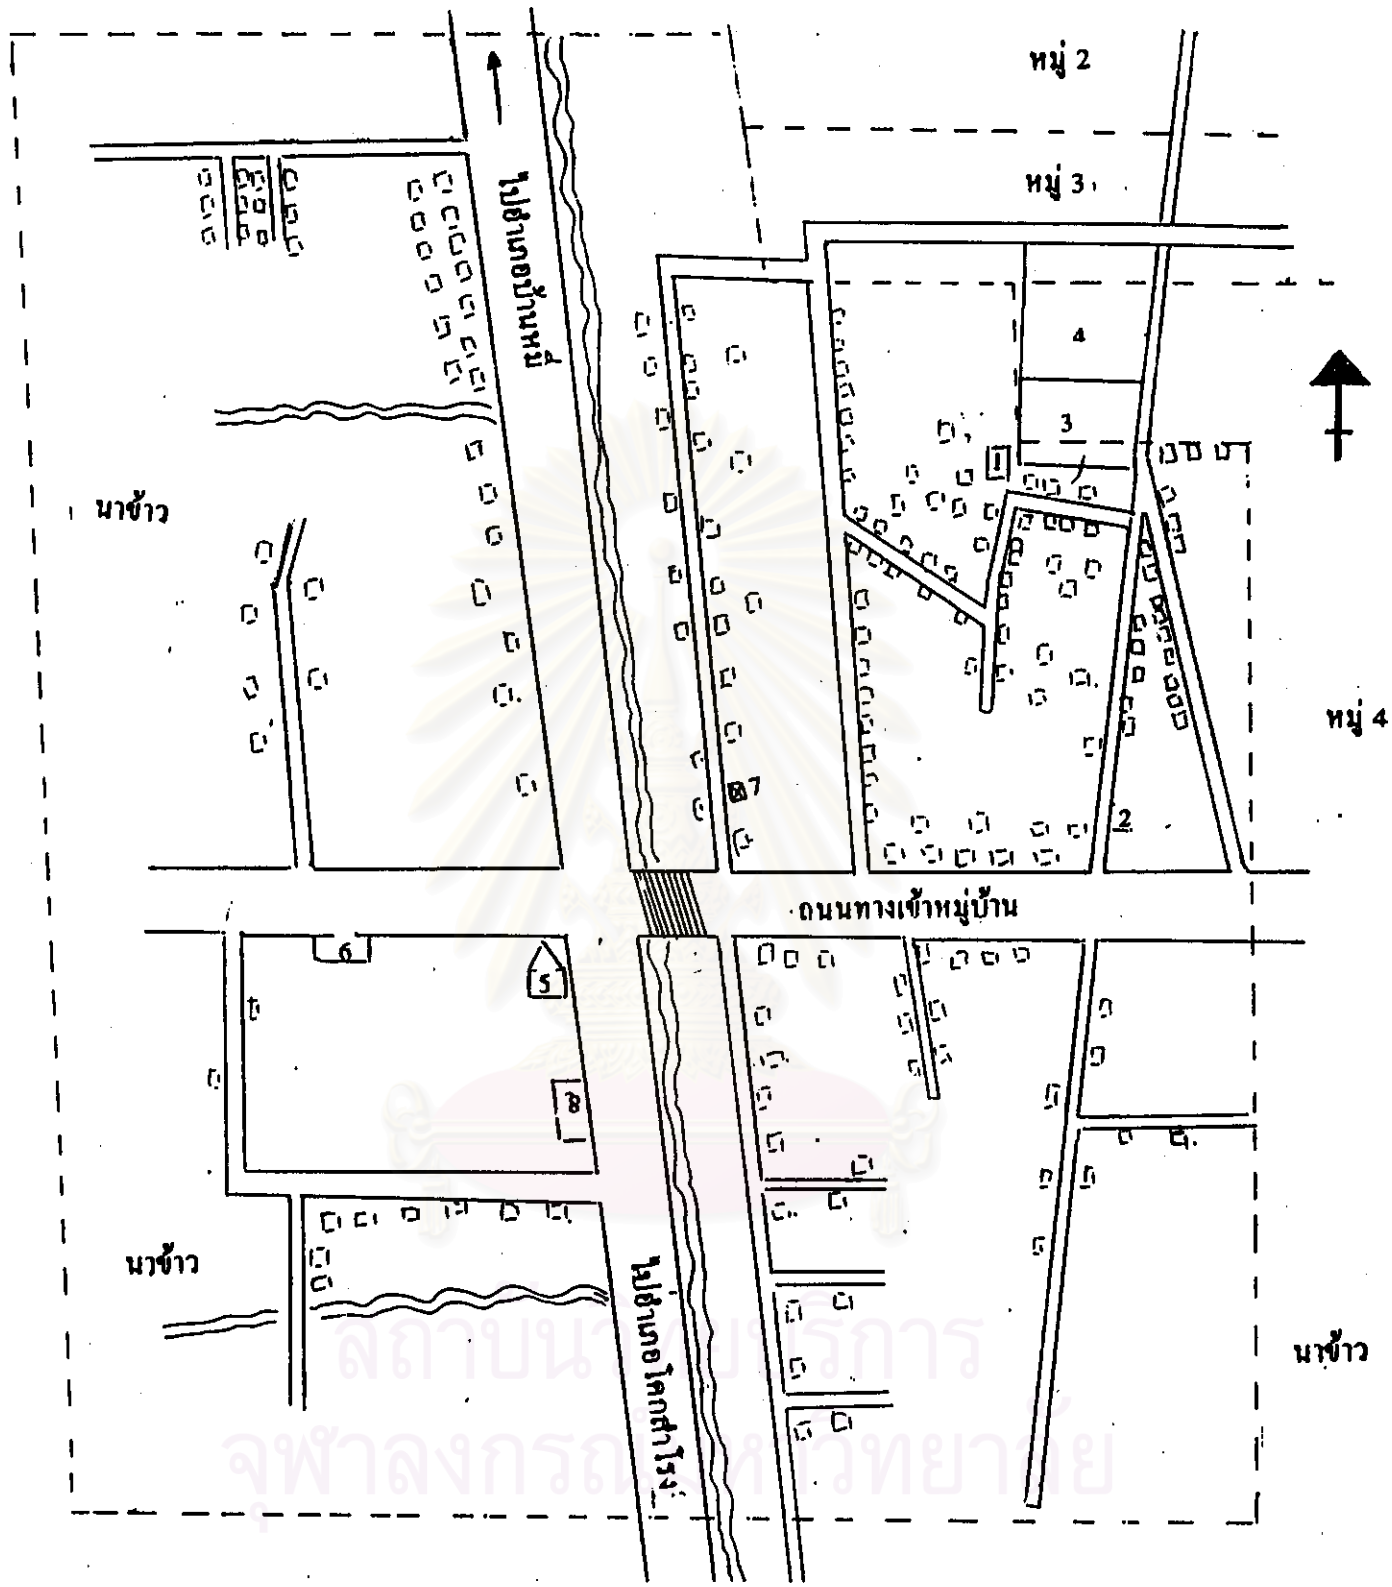 หมู่ 2
หมู่ 3
ไปอำเภอบ้านหมี่
4
3
1
นาข้าว
หมู่ 4
7
2
ถนนทางเข้าหมู่บ้าน
6
5
8
นาข้าว
ไปอำเภอโคกสำโรง
นาข้าว
สถาบันวิทยบริการ
จุฬาลงกรณ์มหาวิทยาลัย